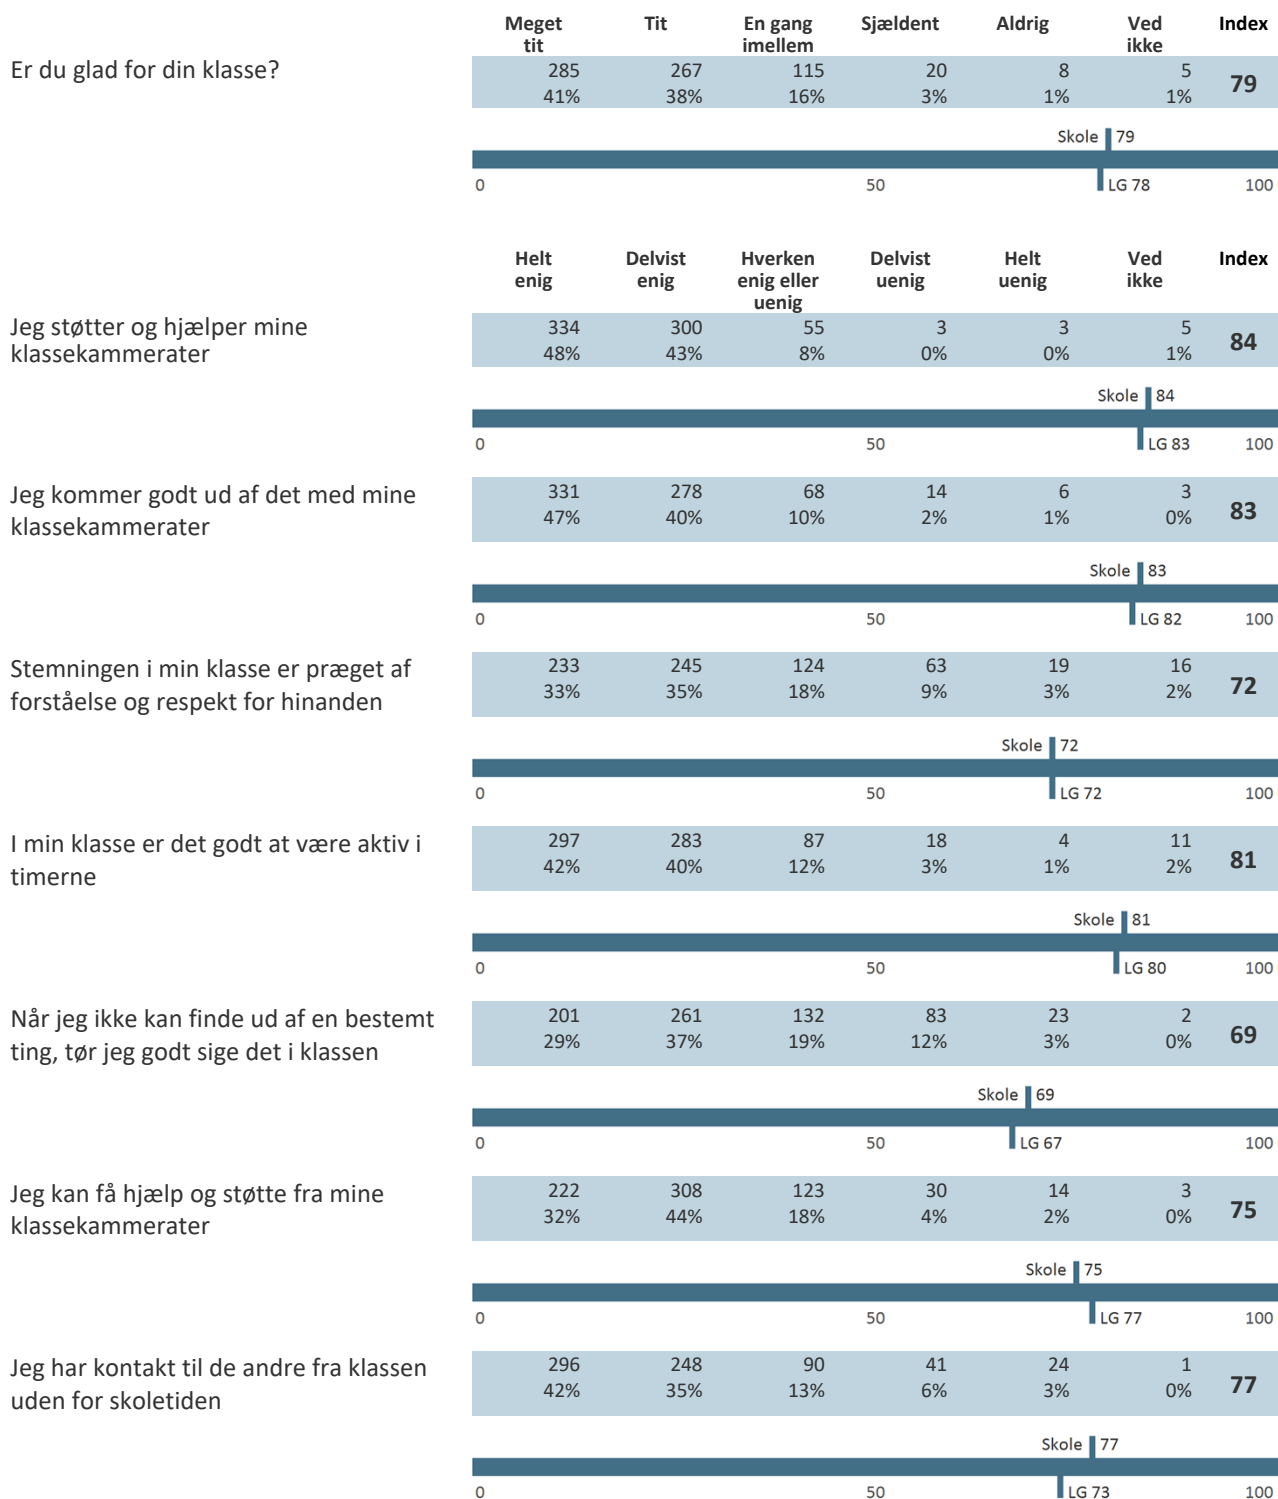 Meget tit Tit En gang imellem Sjældent Aldrig Ved ikke Index
Er du glad for din klasse?
285 267 115 20 8 5 79
41% 38% 16% 3% 1% 1%
Skole 79
0 50 LG 78 100
Helt enig Delvist enig Hverken enig eller uenig Delvist uenig Helt uenig Ved ikke Index
Jeg støtter og hjælper mine
klassekammerater
334 300 55 3 3 5 84
48% 43% 8% 0% 0% 1%
Skole 84
0 50 LG 83 100
Jeg kommer godt ud af det med mine
klassekammerater
331 278 68 14 6 3 83
47% 40% 10% 2% 1% 0%
Skole 83
0 50 LG 82 100
Stemningen i min klasse er præget af
forståelse og respekt for hinanden
233 245 124 63 19 16 72
33% 35% 18% 9% 3% 2%
Skole 72
0 50 LG 72 100
I min klasse er det godt at være aktiv i
timerne
297 283 87 18 4 11 81
42% 40% 12% 3% 1% 2%
Skole 81
0 50 LG 80 100
Når jeg ikke kan finde ud af en bestemt
ting, tør jeg godt sige det i klassen
201 261 132 83 23 2 69
29% 37% 19% 12% 3% 0%
Skole 69
0 50 LG 67 100
Jeg kan få hjælp og støtte fra mine
klassekammerater
222 308 123 30 14 3 75
32% 44% 18% 4% 2% 0%
Skole 75
0 50 LG 77 100
Jeg har kontakt til de andre fra klassen
uden for skoletiden
296 248 90 41 24 1 77
42% 35% 13% 6% 3% 0%
Skole 77
0 50 LG 73 100